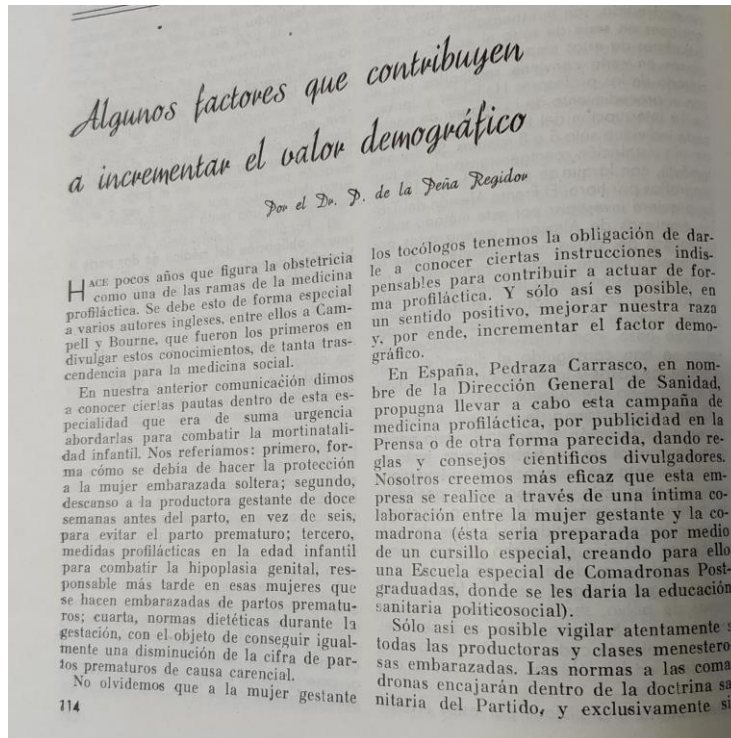 Algunos factores que contribuyen
a incrementar el valor demográfico
Por el Dr. P. de la Peña Regidor
HACE pocos años que figura la obstetricia
como una de las ramas de la medicina
profiláctica. Se debe esto de forma especial
a varios autores ingleses, entre ellos a Cam-
pell y Bourne, que fueron los primeros en
divulgar estos conocimientos, de tanta tras-
cendencia para la medicina social.
En nuestra anterior comunicación dimos
a conocer ciertas pautas dentro de esta es-
pecialidad que era de suma urgencia
abordarlas para combatir la mortinatali-
dad infantil. Nos referíamos: primero, for-
ma cómo se debía de hacer la protección
a la mujer embarazada soltera; segundo,
descanso a la productora gestante de doce
semanas antes del parto, en vez de seis,
para evitar el parto prematuro; tercero,
medidas profilácticas en la edad infantil
para combatir la hipoplasia genital, res-
ponsable más tarde en esas mujeres que
se hacen embarazadas de partos prematu-
ros; cuarta, normas dietéticas durante la
gestación, con el objeto de conseguir igual-
mente una disminución de la cifra de par-
tos prematuros de causa carencial.
No olvidemos que a la mujer gestante
114
los tocólogos tenemos la obligación de dar-
le a conocer ciertas instrucciones indis-
pensables para contribuir a actuar de for-
ma profiláctica. Y sólo así es posible, en
un sentido positivo, mejorar nuestra raza
y, por ende, incrementar el factor demo-
gráfico.
En España, Pedraza Carrasco, en nom-
bre de la Dirección General de Sanidad,
propugna llevar a cabo esta campaña de
medicina profiláctica, por publicidad en la
Prensa o de otra forma parecida, dando re-
glas y consejos científicos divulgadores.
Nosotros creemos más eficaz que esta em-
presa se realice a través de una íntima co-
laboración entre la mujer gestante y la co-
madrona (ésta sería preparada por medio
de un cursillo especial, creando para ello
una Escuela especial de Comadronas Post-
graduadas, donde se les daría la educación
sanitaria politicosocial).
Sólo así es posible vigilar atentamente
todas las productoras y clases menestero-
sas embarazadas. Las normas a las coma
dronas encajarán dentro de la doctrina sa
nitaria del Partido, y exclusivamente si